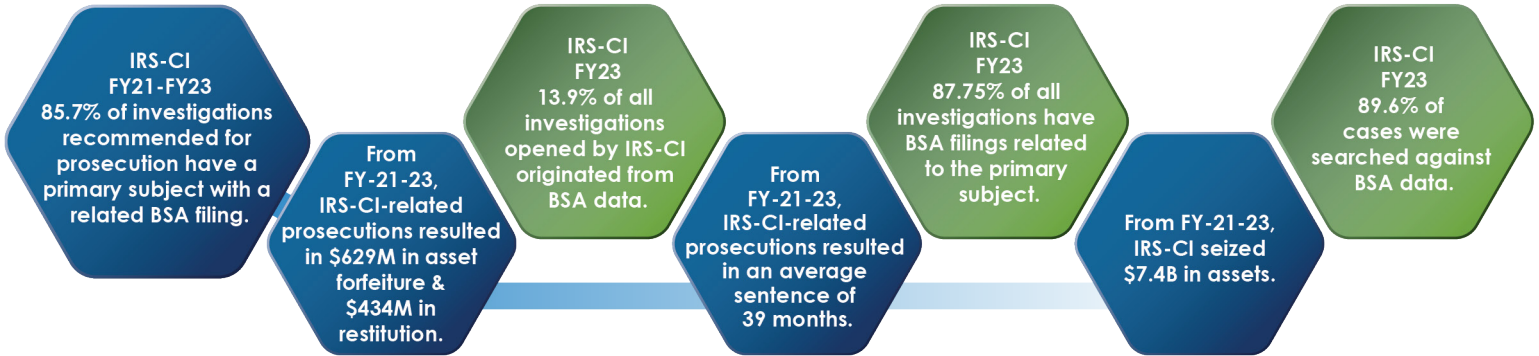 IRS-CI
FY21-FY23
85.7% of investigations
recommended for
prosecution have a
primary subject with a
related BSA filing.
From
FY-21-23,
IRS-CI-related
prosecutions resulted
in $629M in asset
forfeiture &
$434M in
restitution.
IRS-CI
FY23
13.9% of all
investigations
opened by IRS-CI
originated from
BSA data.
From
FY-21-23,
IRS-CI-related
prosecutions resulted
in an average
sentence of
39 months.
IRS-CI
FY23
87.75% of all
investigations have
BSA filings related
to the primary
subject.
From FY-21-23,
IRS-CI seized
$7.4B in assets.
IRS-CI
FY23
89.6% of
cases were
searched against
BSA data.